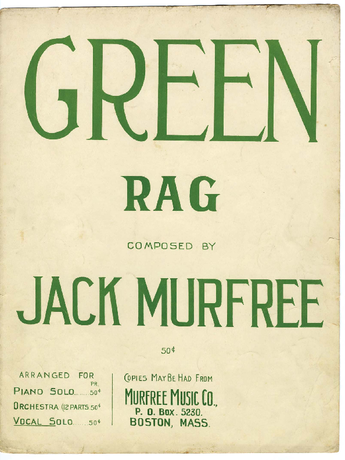 GREEN
RAG
COMPOSED BY
JACK MURFREE
50¢
ARRANGED FOR
PR.
PIANO SOLO 50¢
ORCHESTRA (12 PARTS 50¢
VOCAL SOLO 50¢
COPIES MAY BE HAD FROM
MURFREE MUSIC CO.,
P. O. BOX. 5230.
BOSTON, MASS.